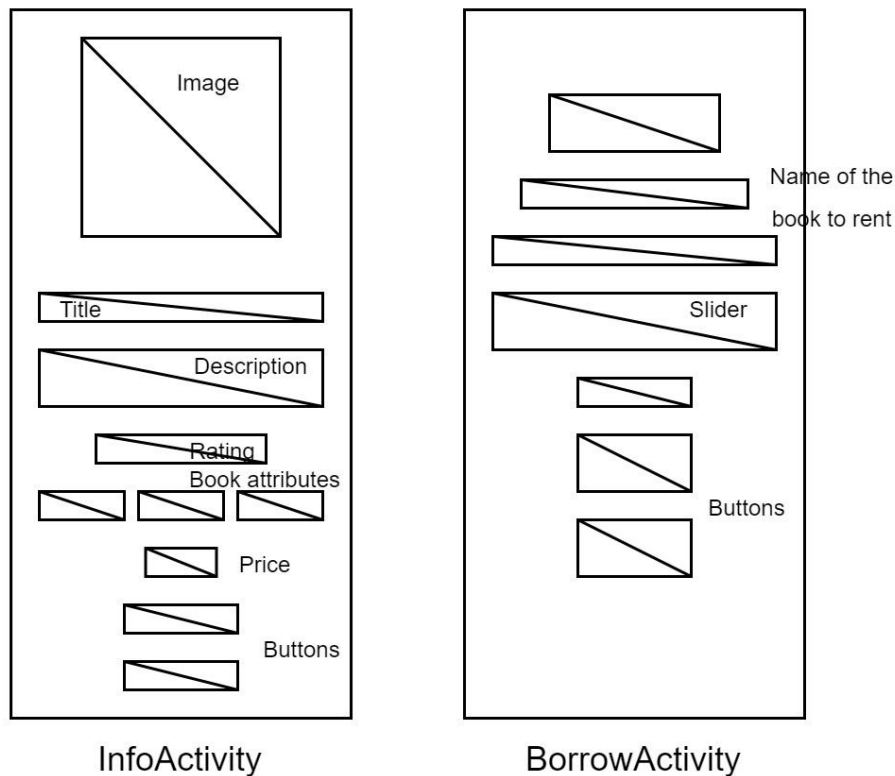 Image
Title
Description
Rating
Book attributes
Price
Buttons
InfoActivity
Name of the
book to rent
Slider
Buttons
BorrowActivity